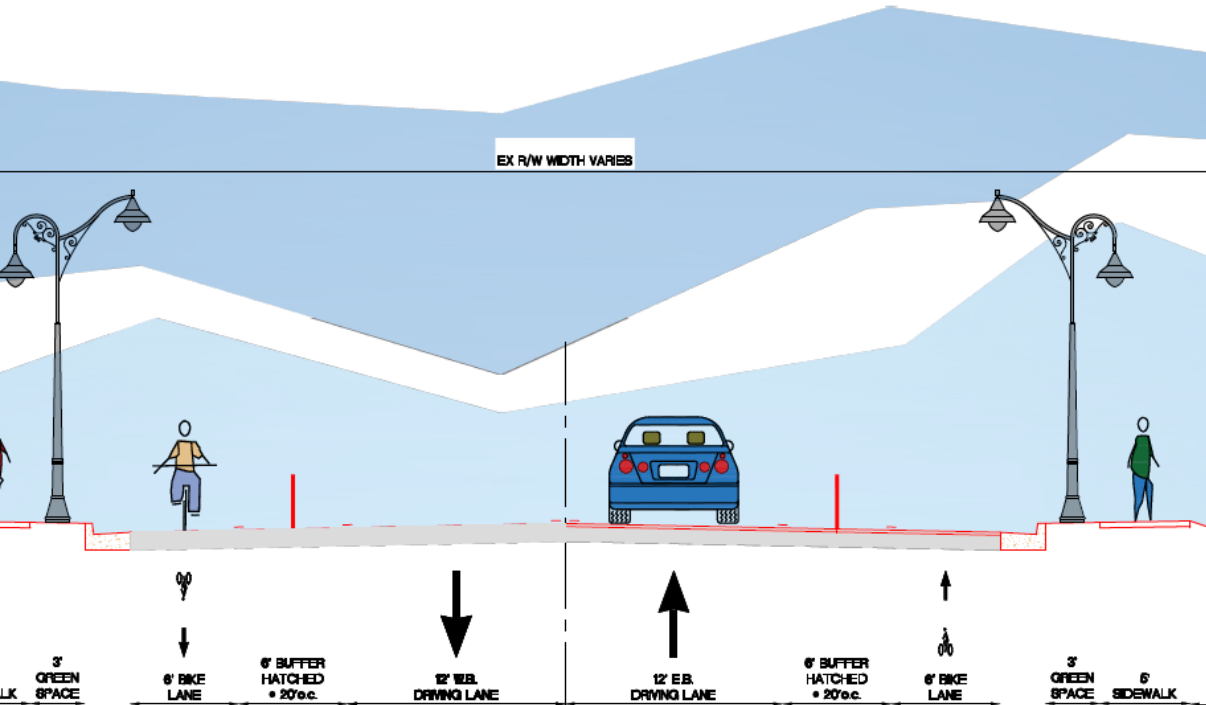 EX R/W WIDTH VARIES
LK
3'
GREEN
SPACE
6' BIKE
LANE
6' BUFFER
HATCHED
@ 20'o.c.
12' W.B.
DRIVING LANE
12' E.B.
DRIVING LANE
6' BUFFER
HATCHED
@ 20'o.c.
6' BIKE
LANE
3'
GREEN
SPACE
5'
SIDEWALK